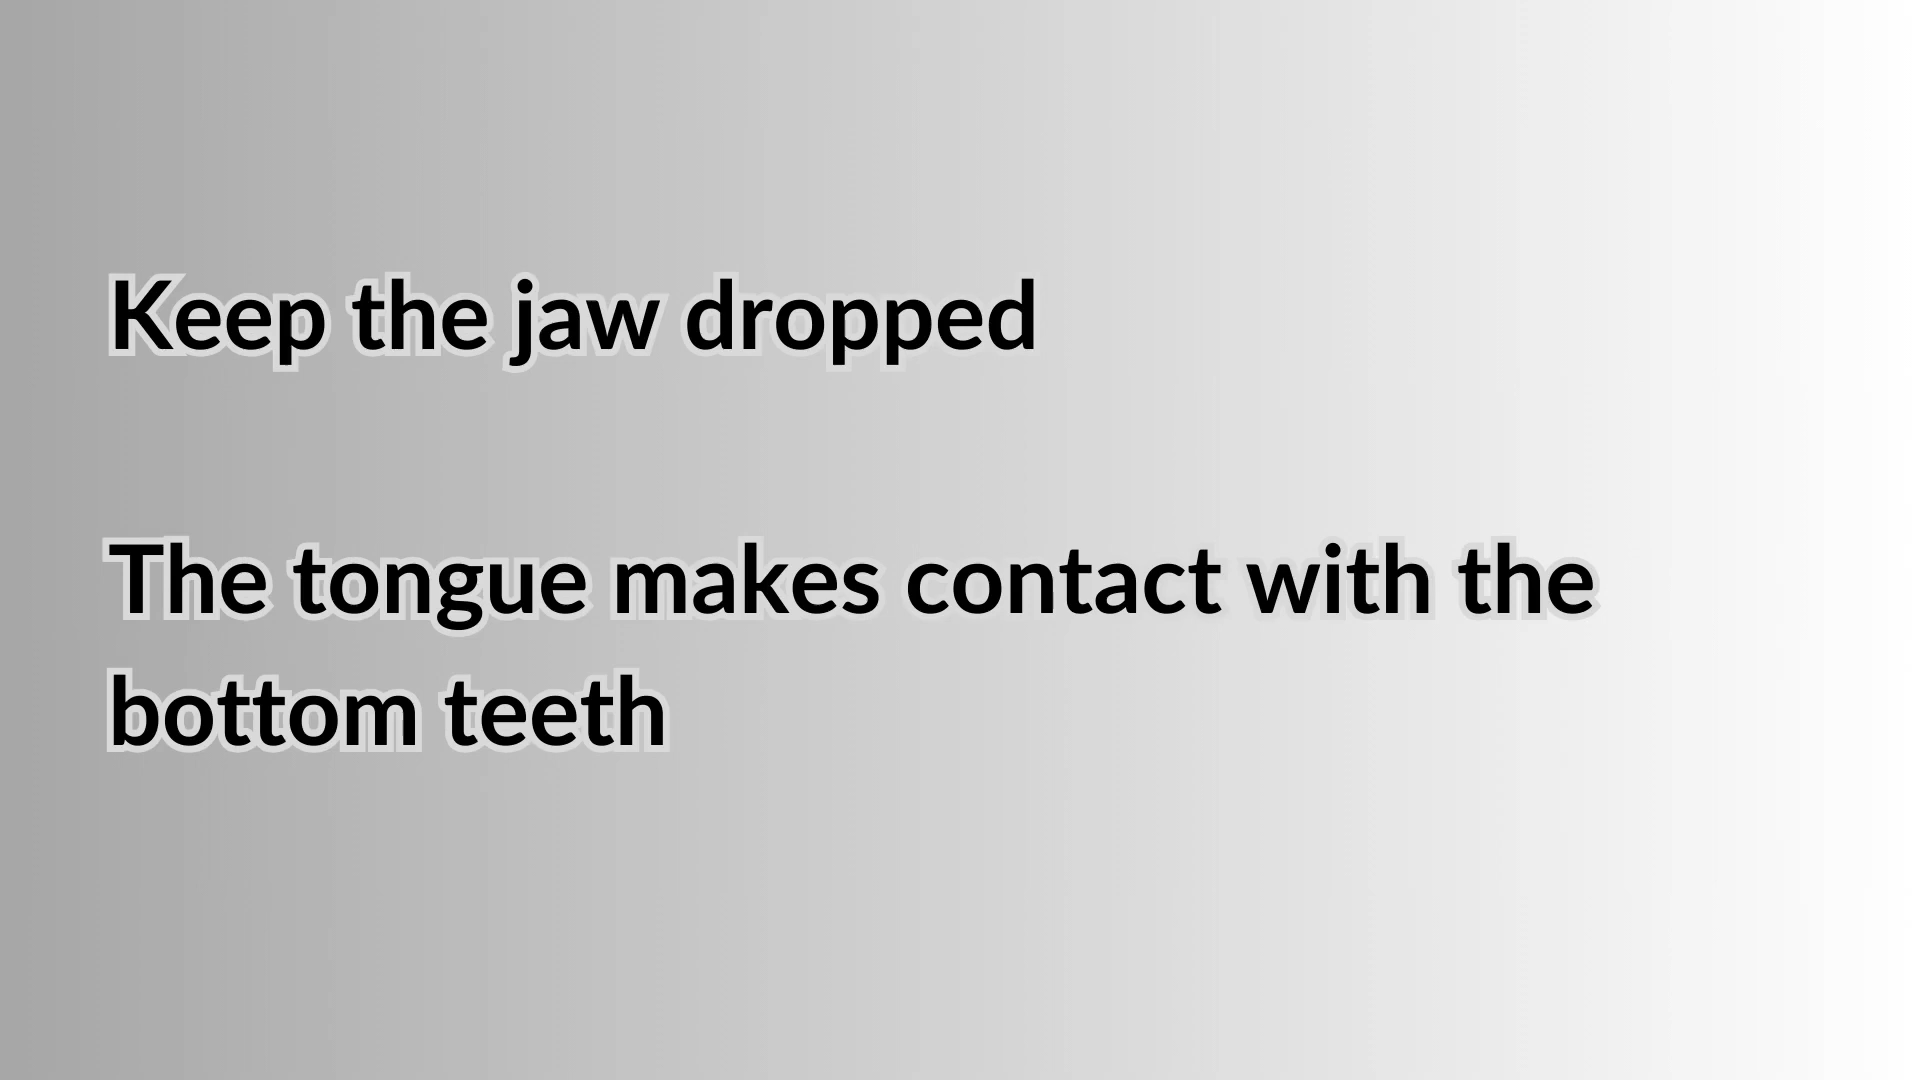 Keep the jaw dropped
The tongue makes contact with the
bottom teeth